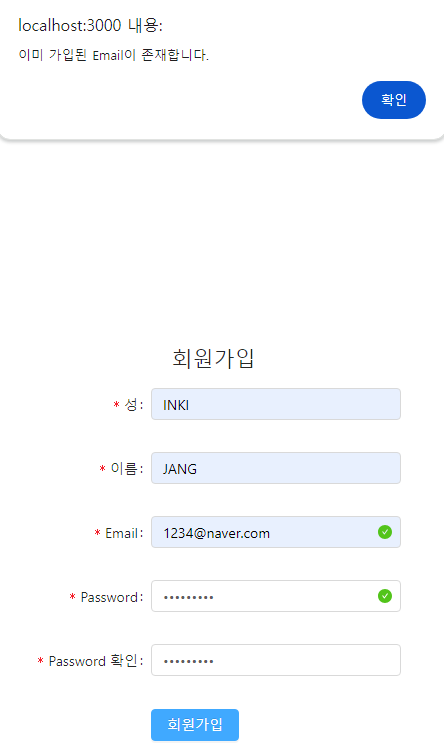 localhost:3000 내용:
이미 가입된 Email이 존재합니다.
확인
회원가입
* 성: INKI
* 이름: JANG
* Email: 1234@naver.com
* Password: •••••••••
* Password 확인: •••••••••
회원가입